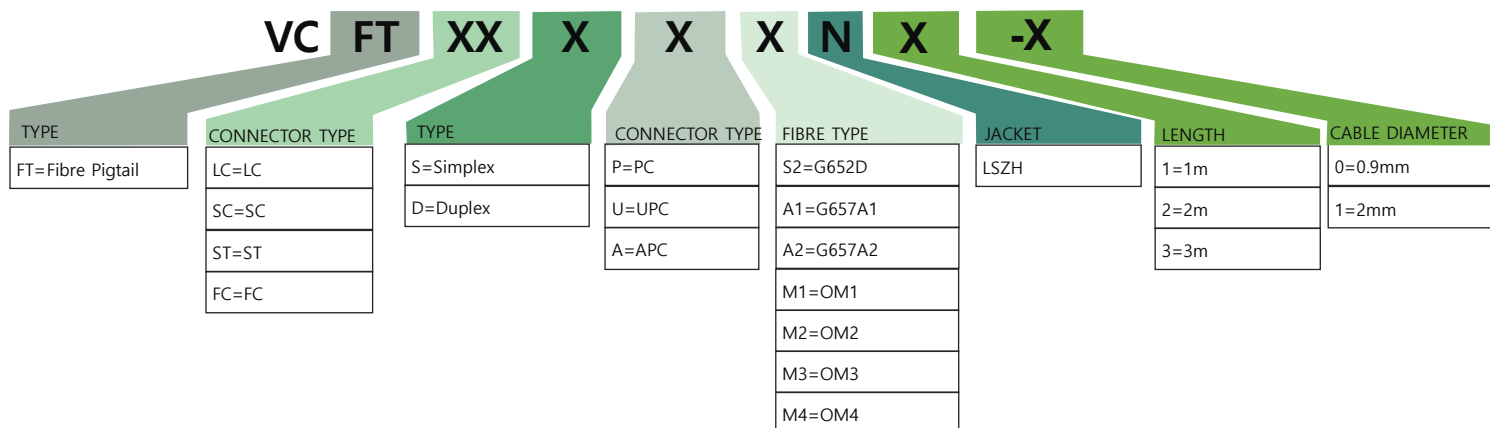 VC FT XX X X X N X -X
TYPE
FT=Fibre Pigtail
CONNECTOR TYPE
LC=LC
SC=SC
ST=ST
FC=FC
TYPE
S=Simplex
D=Duplex
CONNECTOR TYPE
P=PC
U=UPC
A=APC
FIBRE TYPE
S2=G652D
A1=G657A1
A2=G657A2
M1=OM1
M2=OM2
M3=OM3
M4=OM4
JACKET
LSZH
LENGTH
1=1m
2=2m
3=3m
CABLE DIAMETER
0=0.9mm
1=2mm